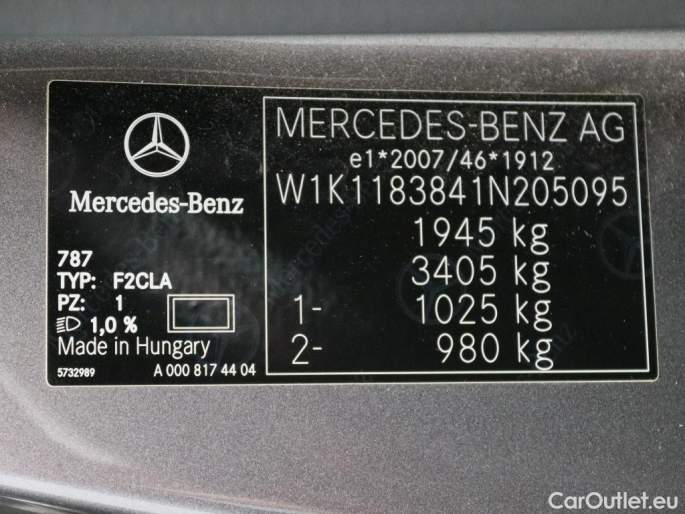 Mercedes-Benz
787
TYP: F2CLA
PZ: 1
1,0 %
Made in Hungary
5732989 A 000 817 44 04
MERCEDES-BENZ AG
e1*2007/46*1912
W1K1183841N205095
1945 kg
3405 kg
1- 1025 kg
2- 980 kg
CarOutlet.eu